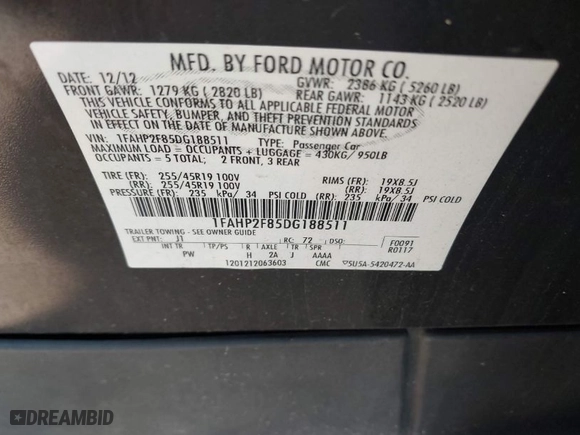 MFD. BY FORD MOTOR CO.
DATE: 12/12 GVWR: 2386 KG ( 5260 LB)
FRONT GAWR: 1279 KG ( 2820 LB) REAR GAWR: 1143 KG ( 2520 LB)
THIS VEHICLE CONFORMS TO ALL APPLICABLE FEDERAL MOTOR
VEHICLE SAFETY, BUMPER, AND THEFT PREVENTION STANDARDS
IN EFFECT ON THE DATE OF MANUFACTURE SHOWN ABOVE.
VIN: 1FAHP2F85DG188511 TYPE: Passenger Car
MAXIMUM LOAD = OCCUPANTS + LUGGAGE = 430KG/950LB
OCCUPANTS = 5 TOTAL; 2 FRONT, 3 REAR
TIRE (FR): 255/45R19 100V RIMS (FR): 19X8.5J
(RR): 255/45R19 100V (RR): 19X8.5J
PRESSURE (FR): 235 kPa/ 34 PSI COLD (RR): 235 kPa/ 34 PSI COLD
1FAHP2F85DG188511
TRAILER TOWING - SEE OWNER GUIDE
EXT PNT: J1 RC: 72 DSO: F0091
INT TR TP/PS R AXLE TR SPR R0117
PW H 2A J AAAA
1201212063603 CMC 5U5A-5420472-AA
DREAMBID